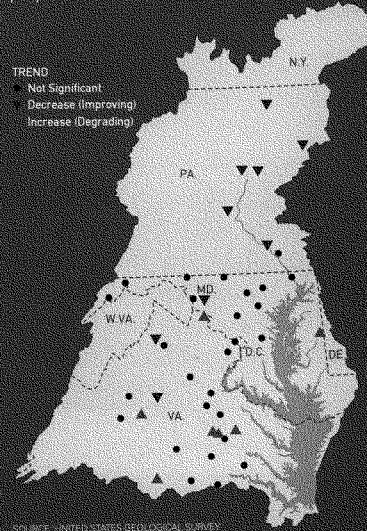 TREND
Not Significant
Decrease (Improving)
Increase (Degrading)
N.Y.
PA.
MD.
W.VA.
D.C.
DE.
VA.
SOURCE: UNITED STATES GEOLOGICAL SURVEY